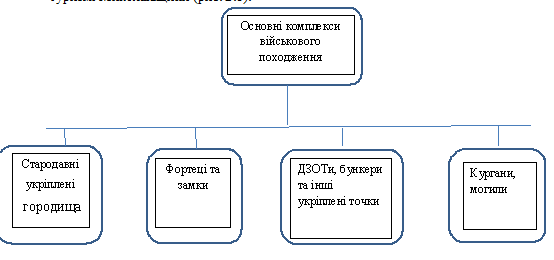 Основні комплекси
військового
походження
Стародавні
укріплені
городища
Фортеці та
замки
ДЗОТи, бункери
та інші
укріплені точки
Кургани,
могили